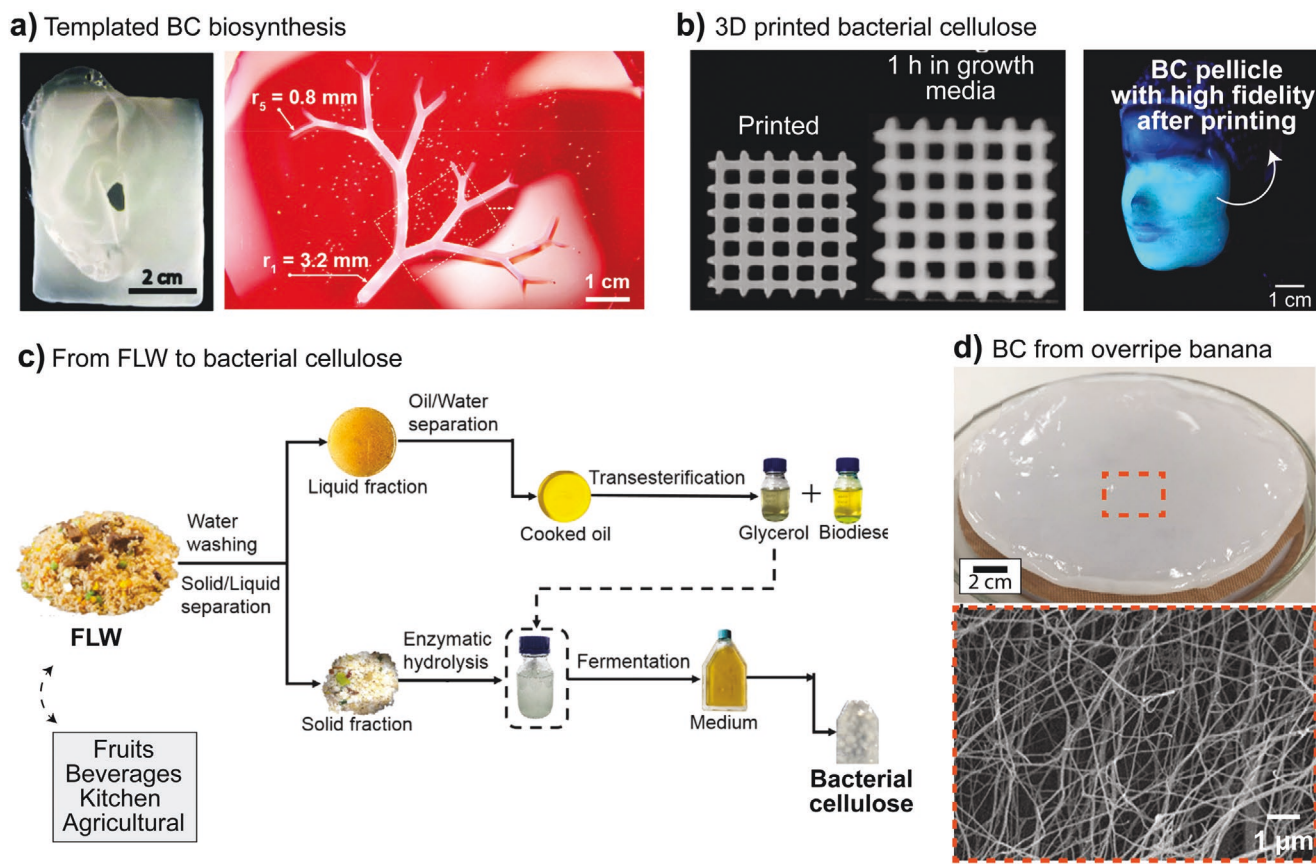 a) Templated BC biosynthesis
r5 = 0.8 mm
r1 = 3.2 mm
2 cm
1 cm
b) 3D printed bacterial cellulose
Printed
1 h in growth
media
BC pellicle
with high fidelity
after printing
1 cm
c) From FLW to bacterial cellulose
FLW
Water
washing
Solid/Liquid
separation
Liquid fraction
Oil/Water
separation
Cooked oil
Transesterification
Glycerol
+
Biodiese
Solid fraction
Enzymatic
hydrolysis
Fermentation
Medium
Bacterial
cellulose
Fruits
Beverages
Kitchen
Agricultural
d) BC from overripe banana
2 cm
1 µm